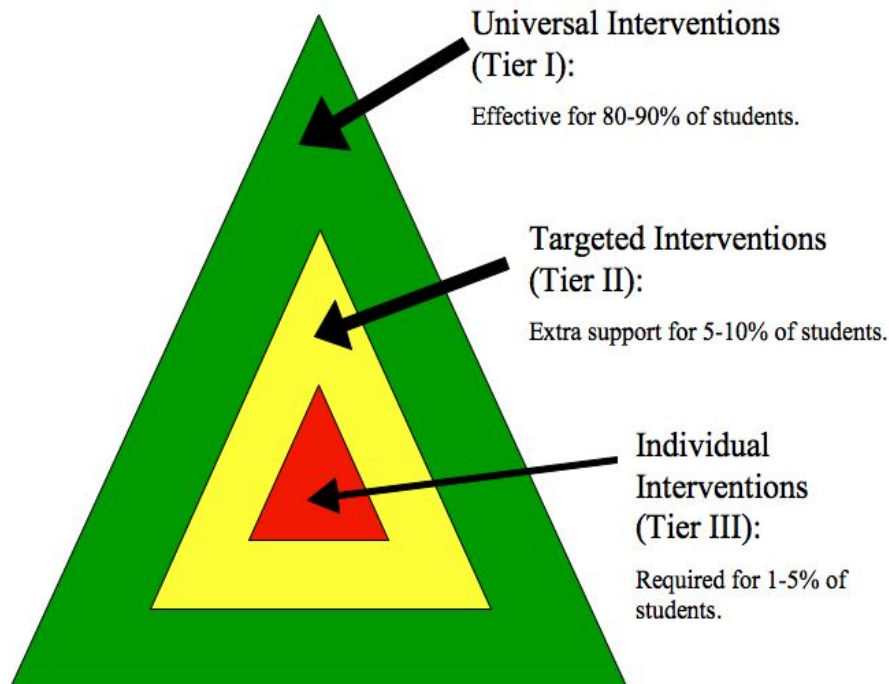 Universal Interventions
(Tier I):
Effective for 80-90% of students.
Targeted Interventions
(Tier II):
Extra support for 5-10% of students.
Individual
Interventions
(Tier III):
Required for 1-5% of
students.